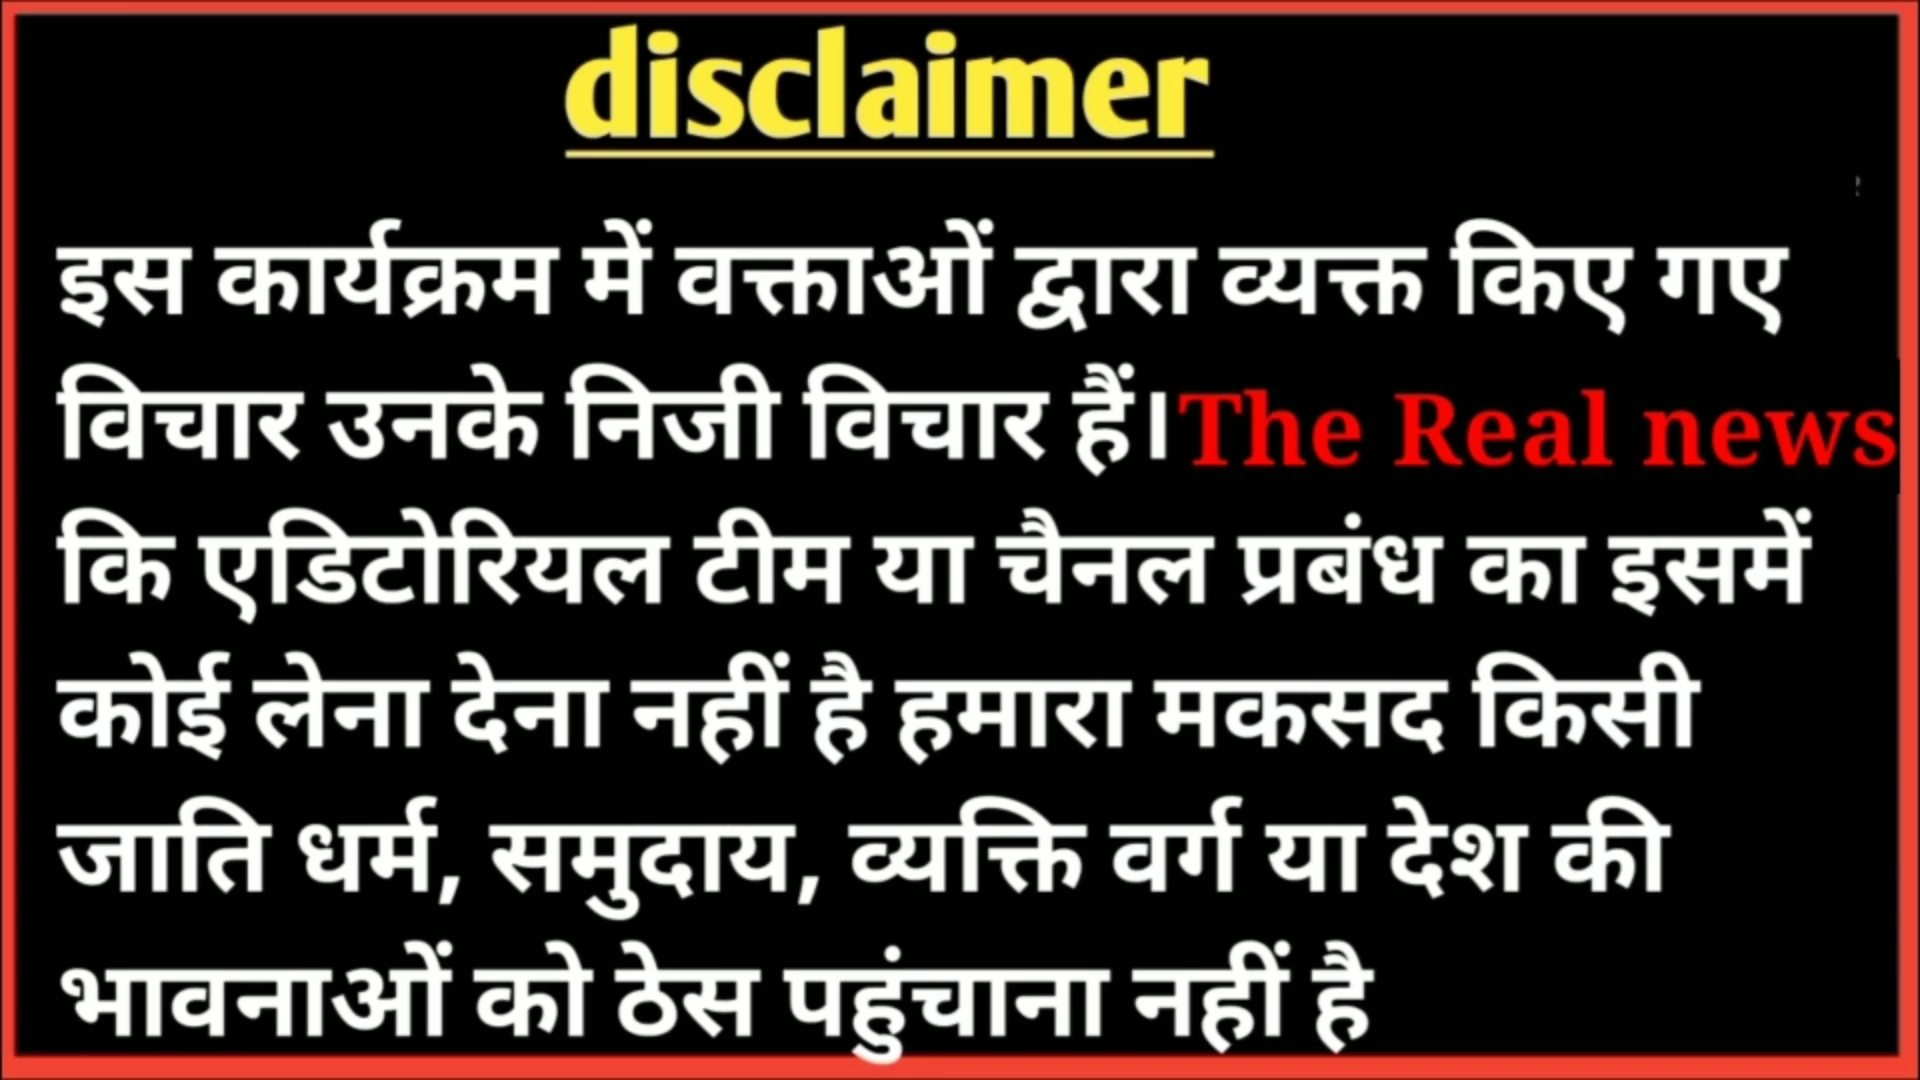 disclaimer
इस कार्यक्रम में वक्ताओं द्वारा व्यक्त किए गए
विचार उनके निजी विचार हैं।The Real news
कि एडिटोरियल टीम या चैनल प्रबंध का इसमें
कोई लेना देना नहीं है हमारा मकसद किसी
जाति धर्म, समुदाय, व्यक्ति वर्ग या देश की
भावनाओं को ठेस पहुंचाना नहीं है